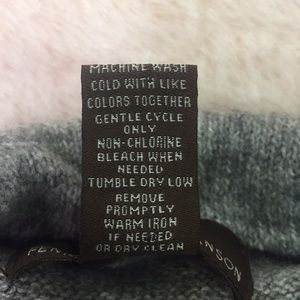 MACHINE WASH
COLD WITH LIKE
COLORS TOGETHER
GENTLE CYCLE
ONLY
NON-CHLORINE
BLEACH WHEN
NEEDED
TUMBLE DRY LOW
REMOVE
PROMPTLY
WARM IRON
IF NEEDED
OR DRY CLEAN